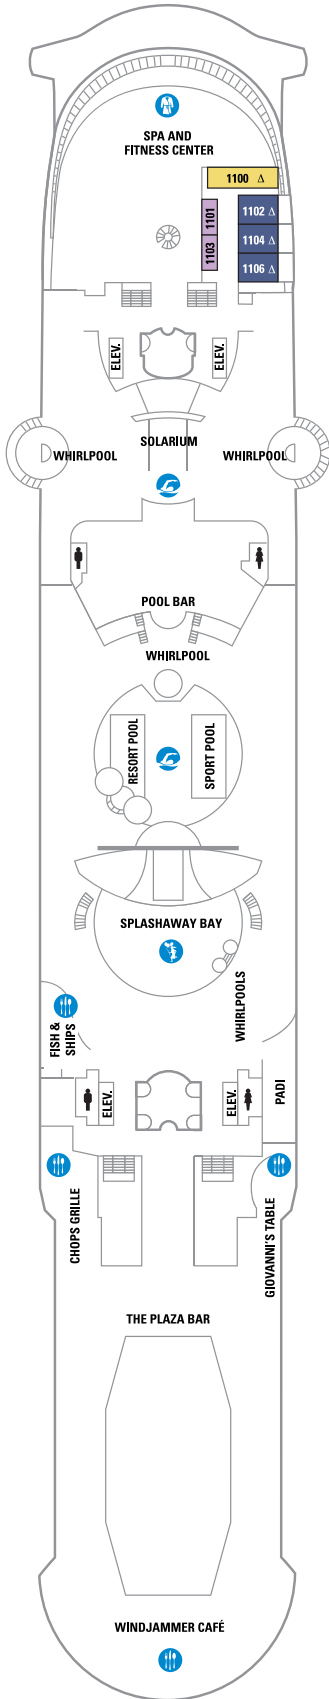 SPA AND
FITNESS CENTER
1100 Δ
1101
1102 Δ
1103
1104 Δ
1106 Δ
ELEV.
ELEV.
SOLARIUM
WHIRLPOOL
WHIRLPOOL
POOL BAR
WHIRLPOOL
RESORT POOL
SPORT POOL
SPLASHAWAY BAY
WHIRLPOOLS
FISH &
SHIPS
ELEV.
ELEV.
PADI
CHOPS GRILLE
GIOVANNI'S TABLE
THE PLAZA BAR
WINDJAMMER CAFÉ